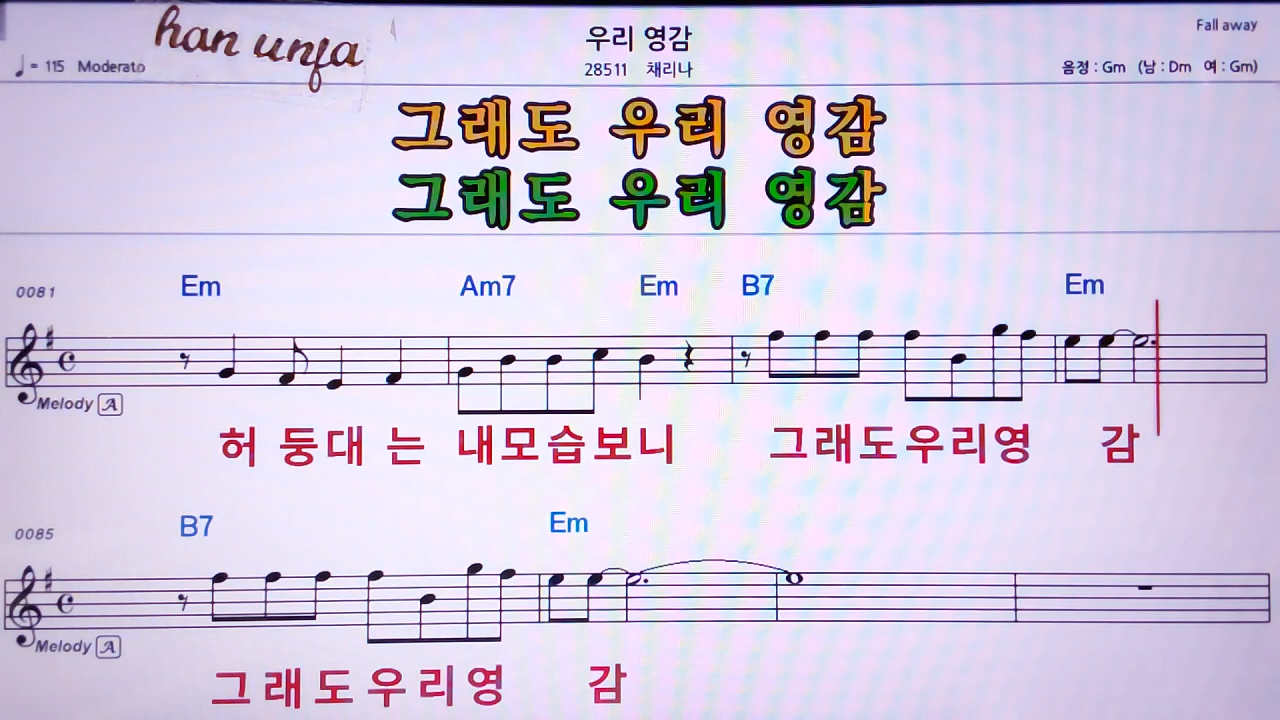 han unja
우리 영감
Fall away
♩= 115 Moderato
28511 채리나
음정 : Gm (남 : Dm 여 : Gm)
그래도 우리 영감
그래도 우리 영감
0081 Em Am7 Em B7 Em
Melody A
허 둥대 는 내모습보니 그래도우리영 감
0085 B7 Em
Melody A
그래도우리영 감